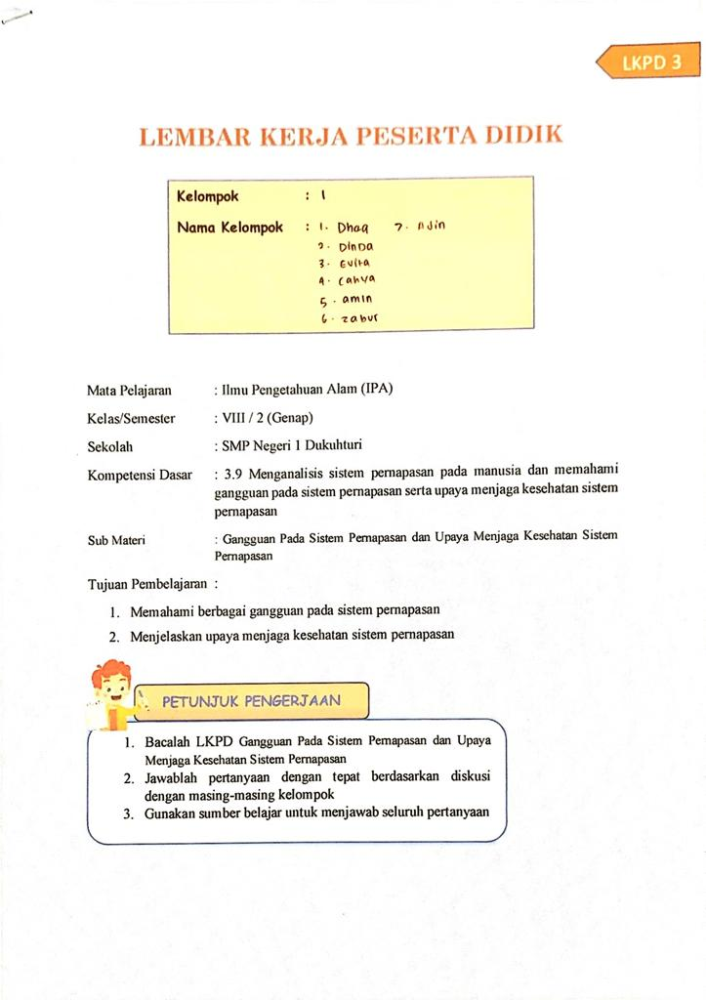 LKPD 3
LEMBAR KERJA PESERTA DIDIK
Kelompok : 1
Nama Kelompok : 1. Dhaq 7. Adin
2. Dinda
3. Evita
4. Cahya
5. amin
6. zabur
Mata Pelajaran : Ilmu Pengetahuan Alam (IPA)
Kelas/Semester : VIII / 2 (Genap)
Sekolah : SMP Negeri 1 Dukuhturi
Kompetensi Dasar : 3.9 Menganalisis sistem pernapasan pada manusia dan memahami
gangguan pada sistem pernapasan serta upaya menjaga kesehatan sistem
pernapasan
Sub Materi : Gangguan Pada Sistem Pernapasan dan Upaya Menjaga Kesehatan Sistem
Pernapasan
Tujuan Pembelajaran :
1. Memahami berbagai gangguan pada sistem pernapasan
2. Menjelaskan upaya menjaga kesehatan sistem pernapasan
PETUNJUK PENGERJAAN
1. Bacalah LKPD Gangguan Pada Sistem Pernapasan dan Upaya
Menjaga Kesehatan Sistem Pernapasan
2. Jawablah pertanyaan dengan tepat berdasarkan diskusi
dengan masing-masing kelompok
3. Gunakan sumber belajar untuk menjawab seluruh pertanyaan